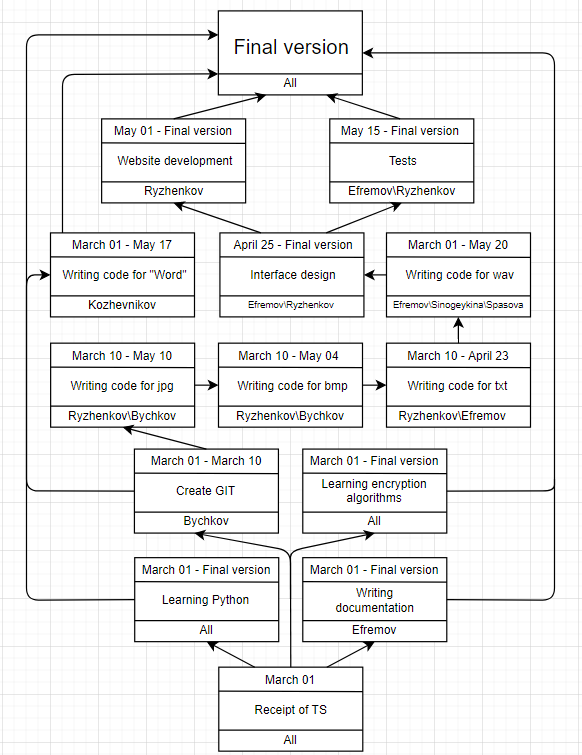 Final version
All
May 01 - Final version
Website development
Ryzhenkov
May 15 - Final version
Tests
Efremov\Ryzhenkov
March 01 - May 17
Writing code for "Word"
Kozhevnikov
April 25 - Final version
Interface design
Efremov\Ryzhenkov
March 01 - May 20
Writing code for wav
Efremov\Sinogeykina\Spasova
March 10 - May 10
Writing code for jpg
Ryzhenkov\Bychkov
March 10 - May 04
Writing code for bmp
Ryzhenkov\Bychkov
March 10 - April 23
Writing code for txt
Ryzhenkov\Efremov
March 01 - March 10
Create GIT
Bychkov
March 01 - Final version
Learning encryption
algorithms
All
March 01 - Final version
Learning Python
All
March 01 - Final version
Writing
documentation
Efremov
March 01
Receipt of TS
All